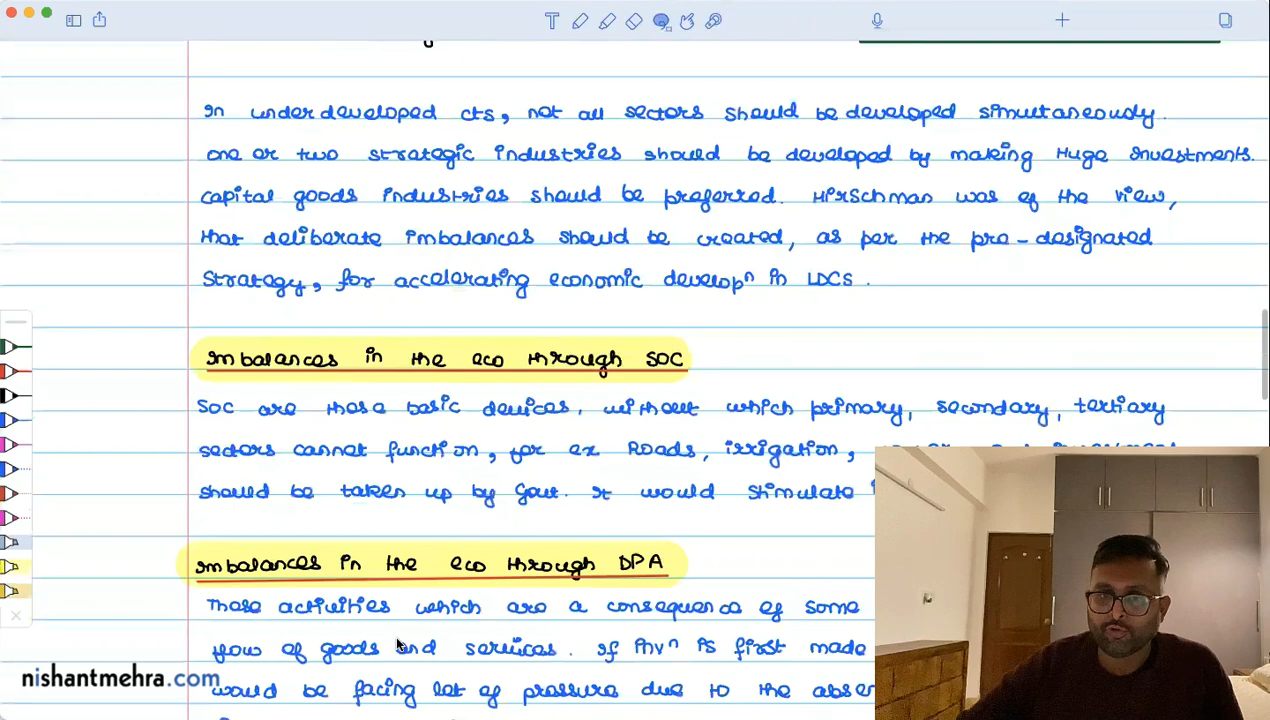 In underdeveloped cts, not all sectors should be developed simultaneously.
one or two strategic industries should be developed by making Huge Investments.
capital goods industries should be preferred. Hirschman was of the view,
that deliberate imbalances should be created, as per the pre-designated
Strategy, for accelerating economic developⁿ in LDCS.
Imbalances in the eco through SOC
SOC are those basic devices, without which primary, secondary, tertiary
sectors cannot function, for ex Roads, irrigation,
should be taken up by Govt. It would stimulate
Imbalances in the eco through DPA
Those activities which are a consequence of some
flow of goods and services. If Invⁿ is first made
would be facing lot of pressure due to the
nishantmehra.com